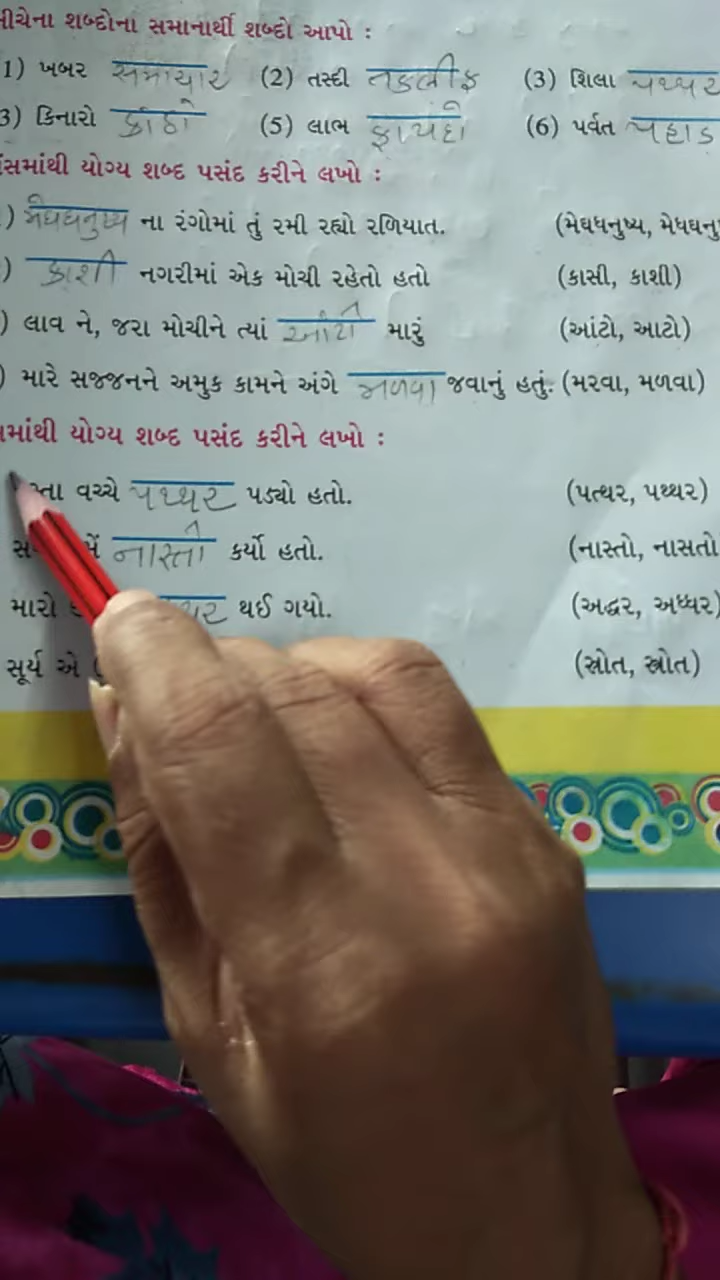 નીચેના શબ્દોના સમાનાર્થી શબ્દો આપો :
1) ખબર સમાચાર (2) તસ્દી તકલીફ (3) શિલા પથ્થર
3) કિનારો કાંઠો (5) લાભ ફાયદો (6) પર્વત પહાડ
કૌંસમાંથી યોગ્ય શબ્દ પસંદ કરીને લખો :
) મેઘધનુષ્ય ના રંગોમાં તું રમી રહ્યો રળિયાત. (મેઘધનુષ્ય, મેધઘનુ
) કાશી નગરીમાં એક મોચી રહેતો હતો (કાસી, કાશી)
) લાવ ને, જરા મોચીને ત્યાં આંટો મારું (આંટો, આટો)
) મારે સજ્જનને અમુક કામને અંગે મળવા જવાનું હતું. (મરવા, મળવા)
માંથી યોગ્ય શબ્દ પસંદ કરીને લખો :
સ્તા વચ્ચે પથ્થર પડ્યો હતો. (પત્થર, પથ્થર)
મેં નાસ્તો કર્યો હતો. (નાસ્તો, નાસતો
મારો થઈ ગયો. (અદ્ધર, અધ્ધર)
સૂર્ય એ (સ્રોત, સ્ત્રોત)